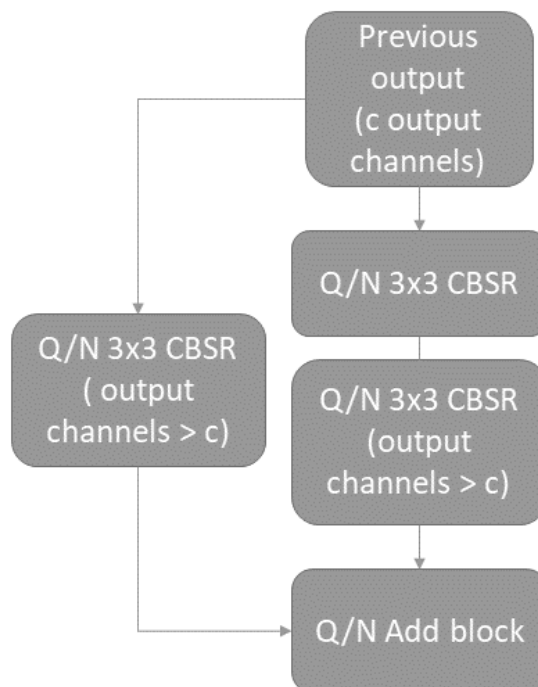 Previous
output
(c output
channels)
Q/N 3x3 CBSR
Q/N 3x3 CBSR
( output
channels > c)
Q/N 3x3 CBSR
(output
channels > c)
Q/N Add block